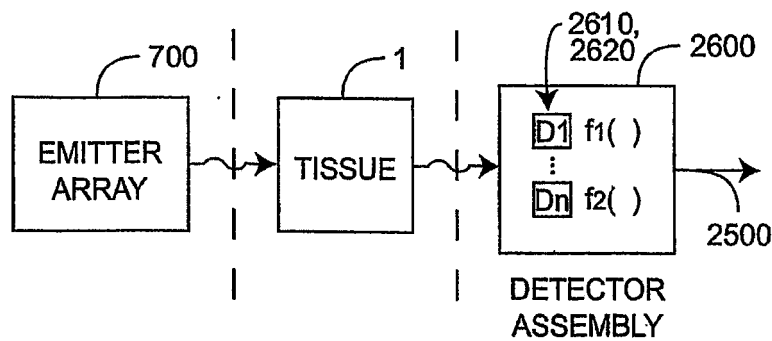 700
1
2610,
2620
2600
EMITTER
ARRAY
TISSUE
D1 f1( )
⋮
Dn f2( )
2500
DETECTOR
ASSEMBLY